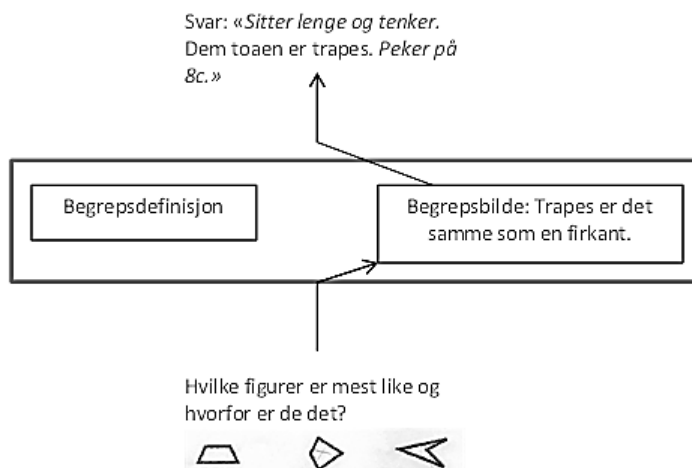 Svar: «Sitter lenge og tenker.
Dem toaen er trapes. Peker på
8c.»
Begrepsdefinisjon
Begrepsbilde: Trapes er det
samme som en firkant.
Hvilke figurer er mest like og
hvorfor er de det?